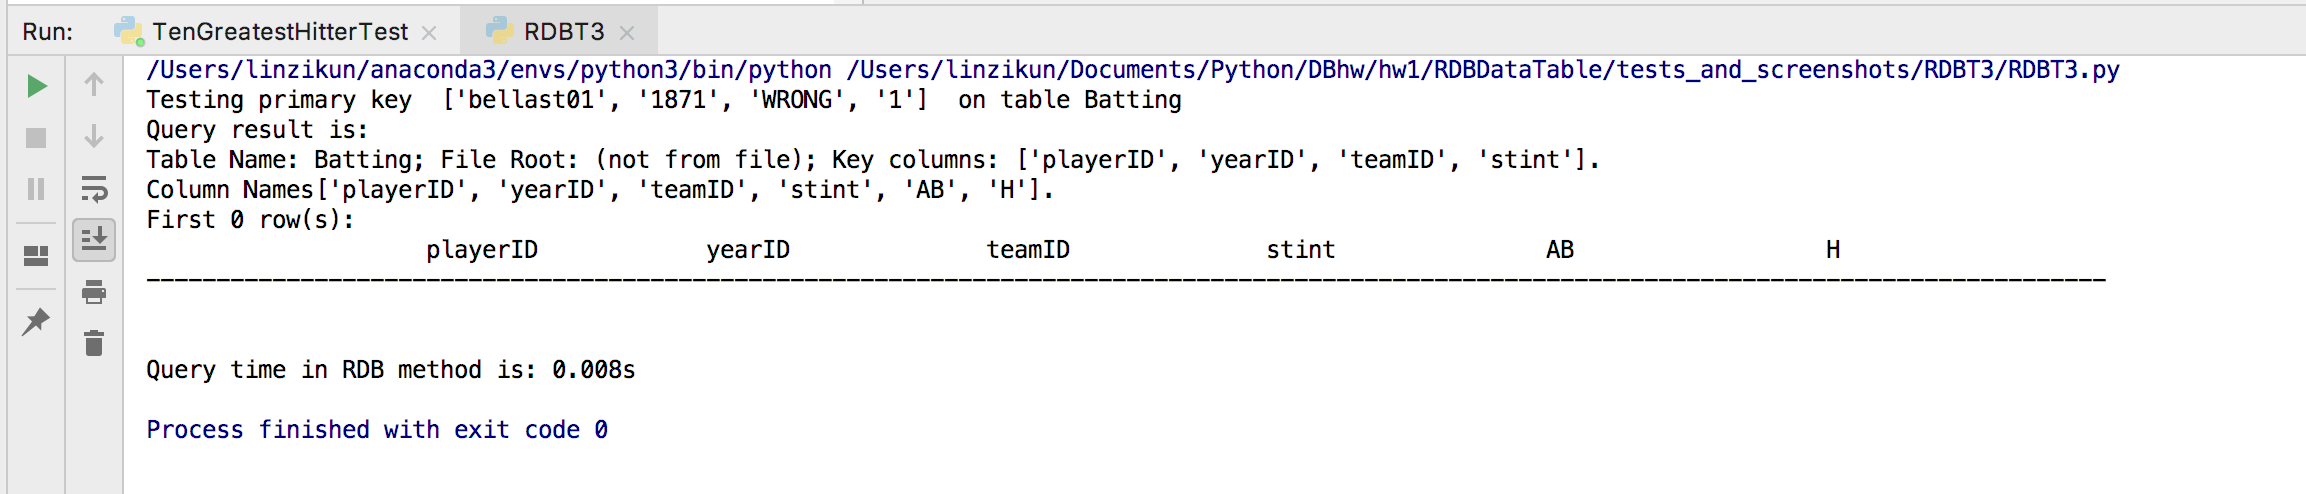 Run: TenGreatestHitterTest × RDBT3 ×
/Users/linzikun/anaconda3/envs/python3/bin/python /Users/linzikun/Documents/Python/DBhw/hw1/RDBDataTable/tests_and_screenshots/RDBT3/RDBT3.py
Testing primary key  ['bellast01', '1871', 'WRONG', '1']  on table Batting
Query result is:
Table Name: Batting; File Root: (not from file); Key columns: ['playerID', 'yearID', 'teamID', 'stint'].
Column Names['playerID', 'yearID', 'teamID', 'stint', 'AB', 'H'].
First 0 row(s):
playerID yearID teamID stint AB H
--------------------------------------------------------------------------------------------------------------------------------------------
Query time in RDB method is: 0.008s
Process finished with exit code 0